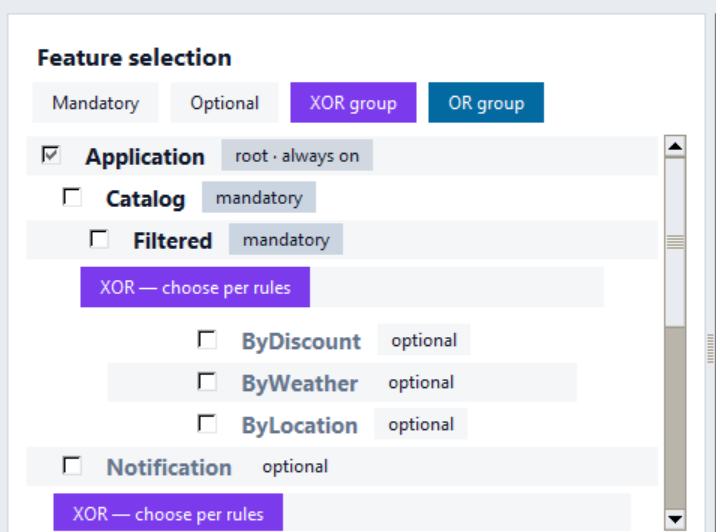 Feature selection
Mandatory Optional XOR group OR group
Application root · always on
Catalog mandatory
Filtered mandatory
XOR — choose per rules
ByDiscount optional
ByWeather optional
ByLocation optional
Notification optional
XOR — choose per rules